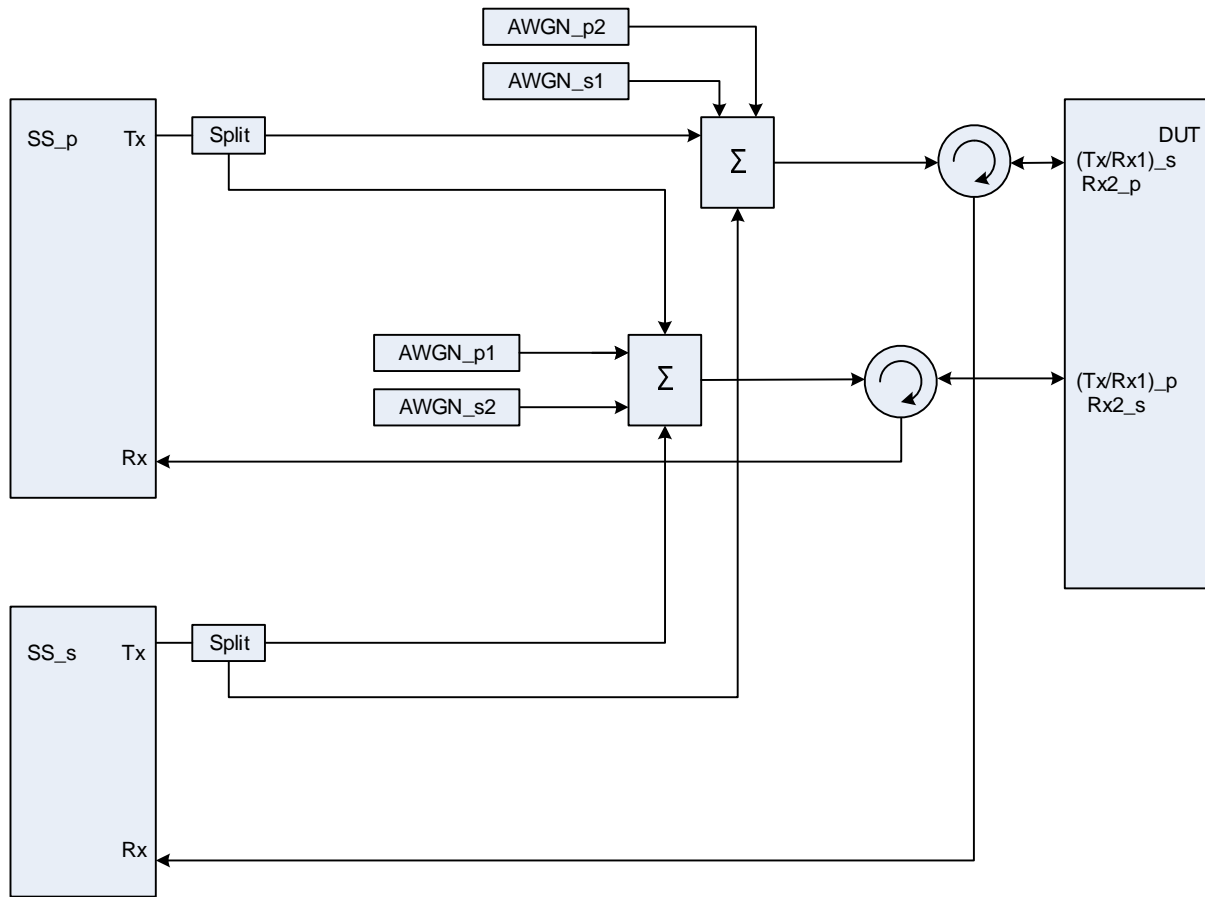 AWGN_p2
AWGN_s1
SS_p
Tx
Split
Σ
DUT
(Tx/Rx1)_s
Rx2_p
AWGN_p1
AWGN_s2
Σ
(Tx/Rx1)_p
Rx2_s
Rx
SS_s
Tx
Split
Rx